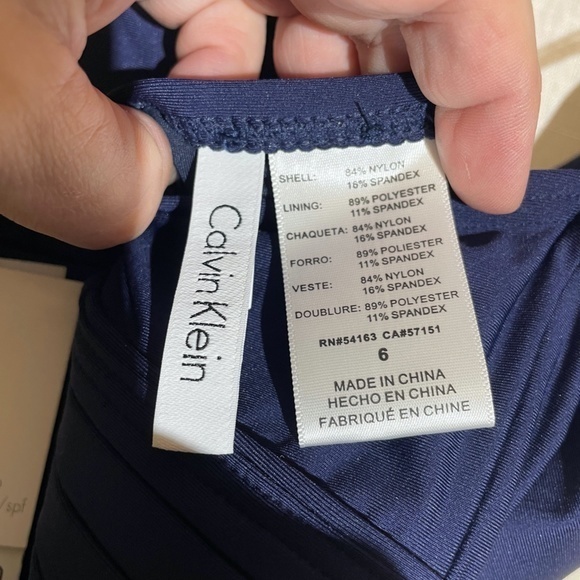 Calvin Klein
SHELL: 84% NYLON
16% SPANDEX
LINING: 89% POLYESTER
11% SPANDEX
CHAQUETA: 84% NYLON
16% SPANDEX
FORRO: 89% POLIESTER
11% SPANDEX
VESTE: 84% NYLON
16% SPANDEX
DOUBLURE: 89% POLYESTER
11% SPANDEX
RN#54163 CA#57151
6
MADE IN CHINA
HECHO EN CHINA
FABRIQUÉ EN CHINE
/spf